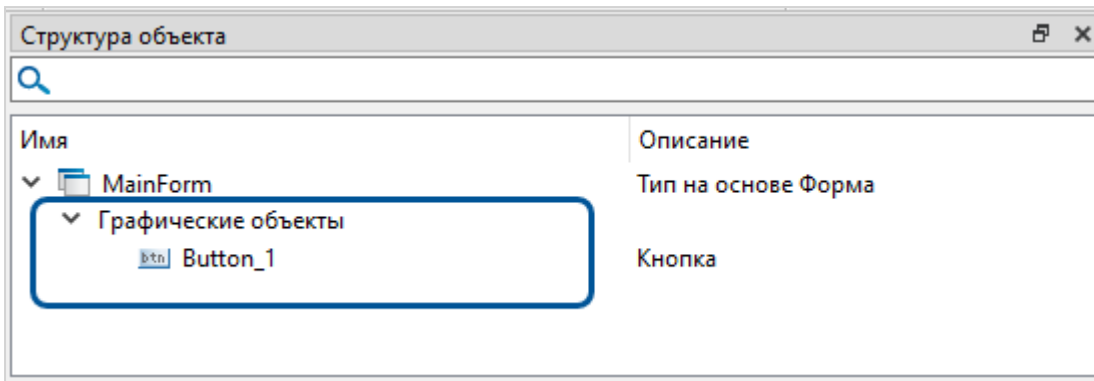 Структура объекта
Имя Описание
MainForm Тип на основе Форма
Графические объекты
btn Button_1 Кнопка